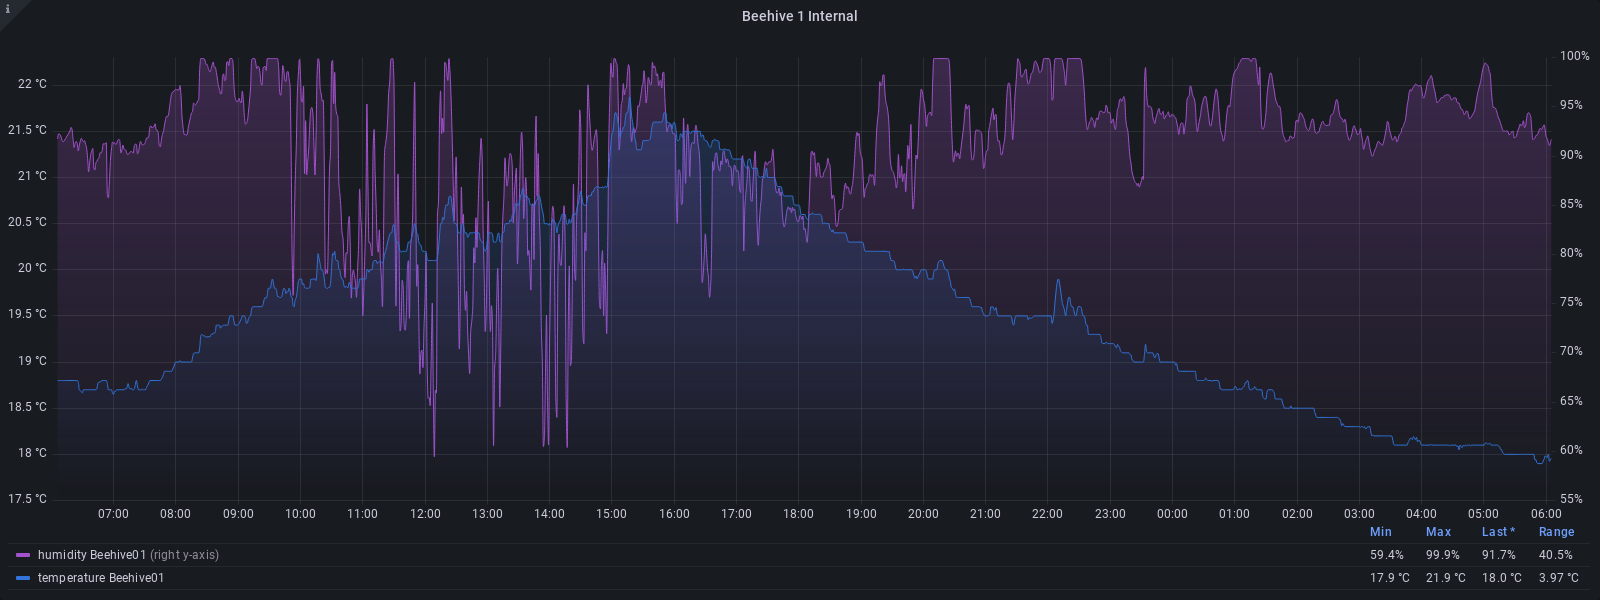 i
Beehive 1 Internal
22 °C
21.5 °C
21 °C
20.5 °C
20 °C
19.5 °C
19 °C
18.5 °C
18 °C
17.5 °C
100%
95%
90%
85%
80%
75%
70%
65%
60%
55%
07:00 08:00 09:00 10:00 11:00 12:00 13:00 14:00 15:00 16:00 17:00 18:00 19:00 20:00 21:00 22:00 23:00 00:00 01:00 02:00 03:00 04:00 05:00 06:00
Min Max Last * Range
humidity Beehive01 (right y-axis) 59.4% 99.9% 91.7% 40.5%
temperature Beehive01 17.9 °C 21.9 °C 18.0 °C 3.97 °C